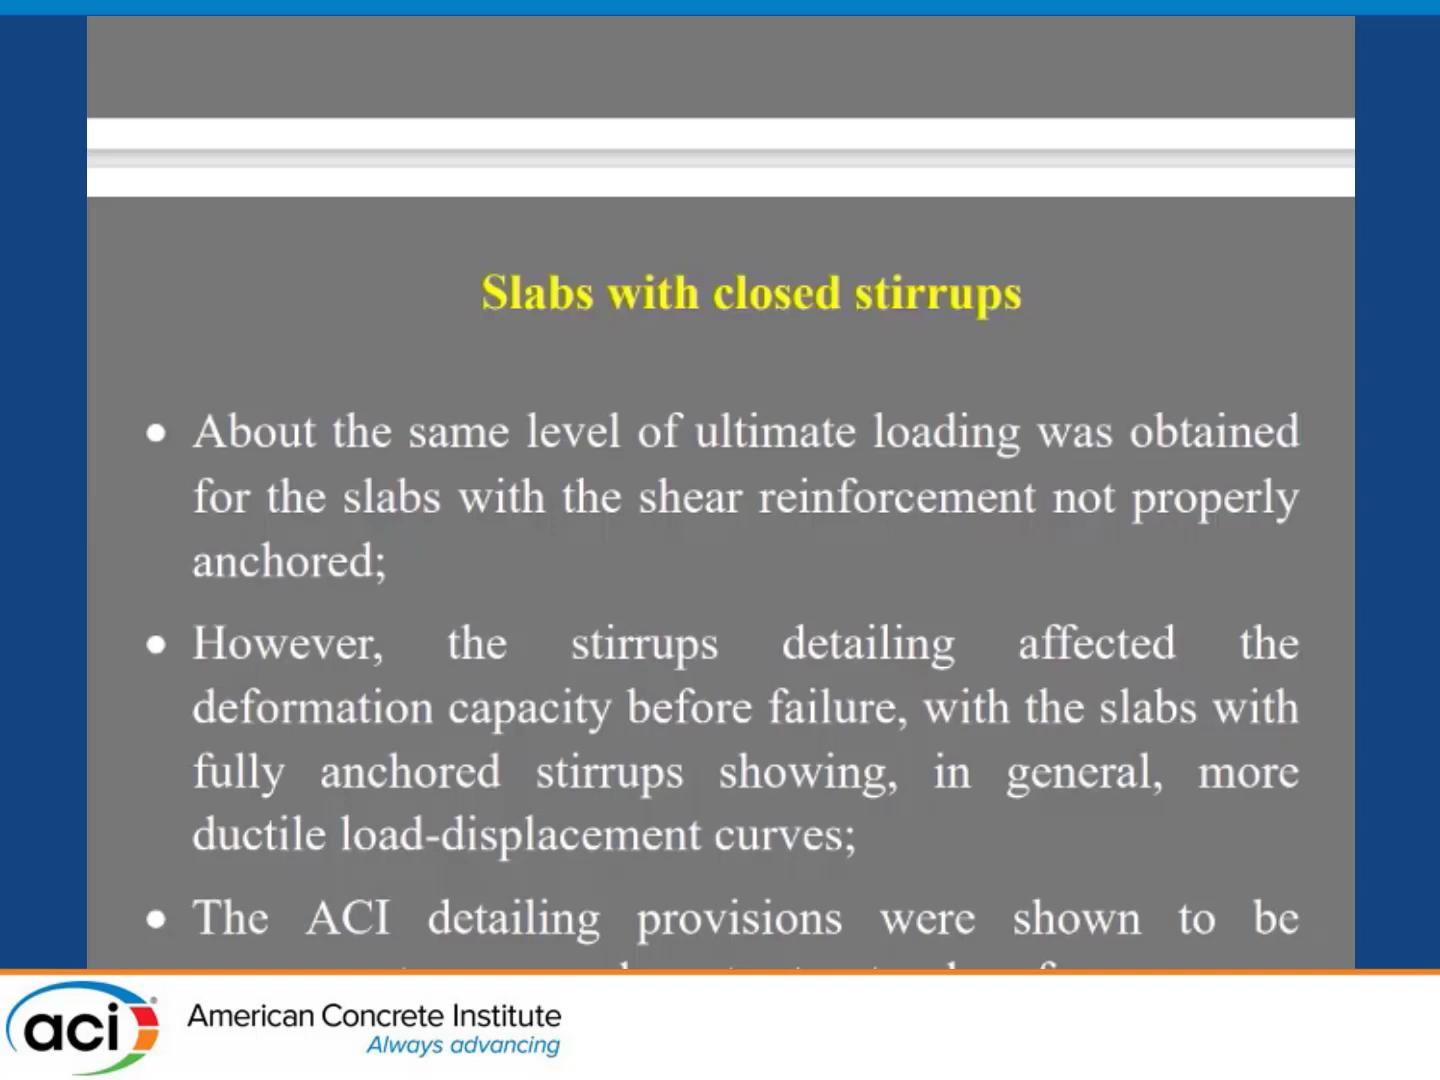 Slabs with closed stirrups
• About the same level of ultimate loading was obtained
for the slabs with the shear reinforcement not properly
anchored;
• However, the stirrups detailing affected the
deformation capacity before failure, with the slabs with
fully anchored stirrups showing, in general, more
ductile load-displacement curves;
• The ACI detailing provisions were shown to be
aci
American Concrete Institute
Always advancing